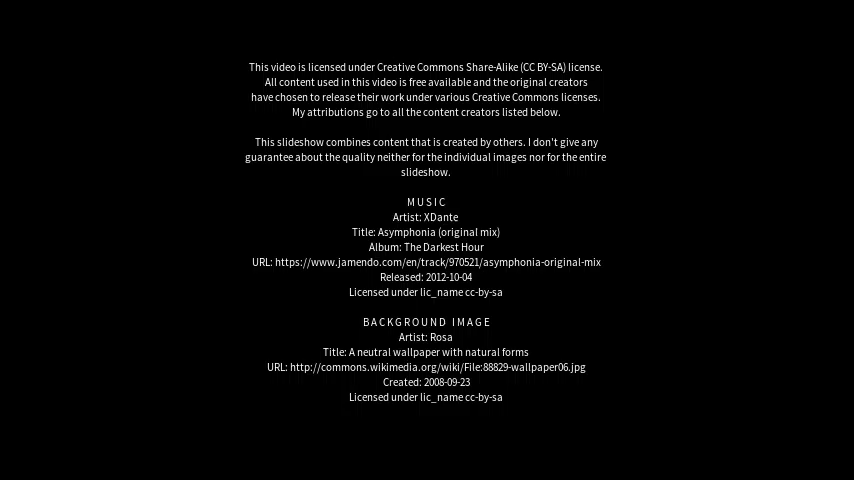 This video is licensed under Creative Commons Share-Alike (CC BY-SA) license.
All content used in this video is free available and the original creators
have chosen to release their work under various Creative Commons licenses.
My attributions go to all the content creators listed below.
This slideshow combines content that is created by others. I don't give any
guarantee about the quality neither for the individual images nor for the entire
slideshow.
MUSIC
Artist: XDante
Title: Asymphonia (original mix)
Album: The Darkest Hour
URL: https://www.jamendo.com/en/track/970521/asymphonia-original-mix
Released: 2012-10-04
Licensed under lic_name cc-by-sa
BACKGROUND IMAGE
Artist: Rosa
Title: A neutral wallpaper with natural forms
URL: http://commons.wikimedia.org/wiki/File:88829-wallpaper06.jpg
Created: 2008-09-23
Licensed under lic_name cc-by-sa